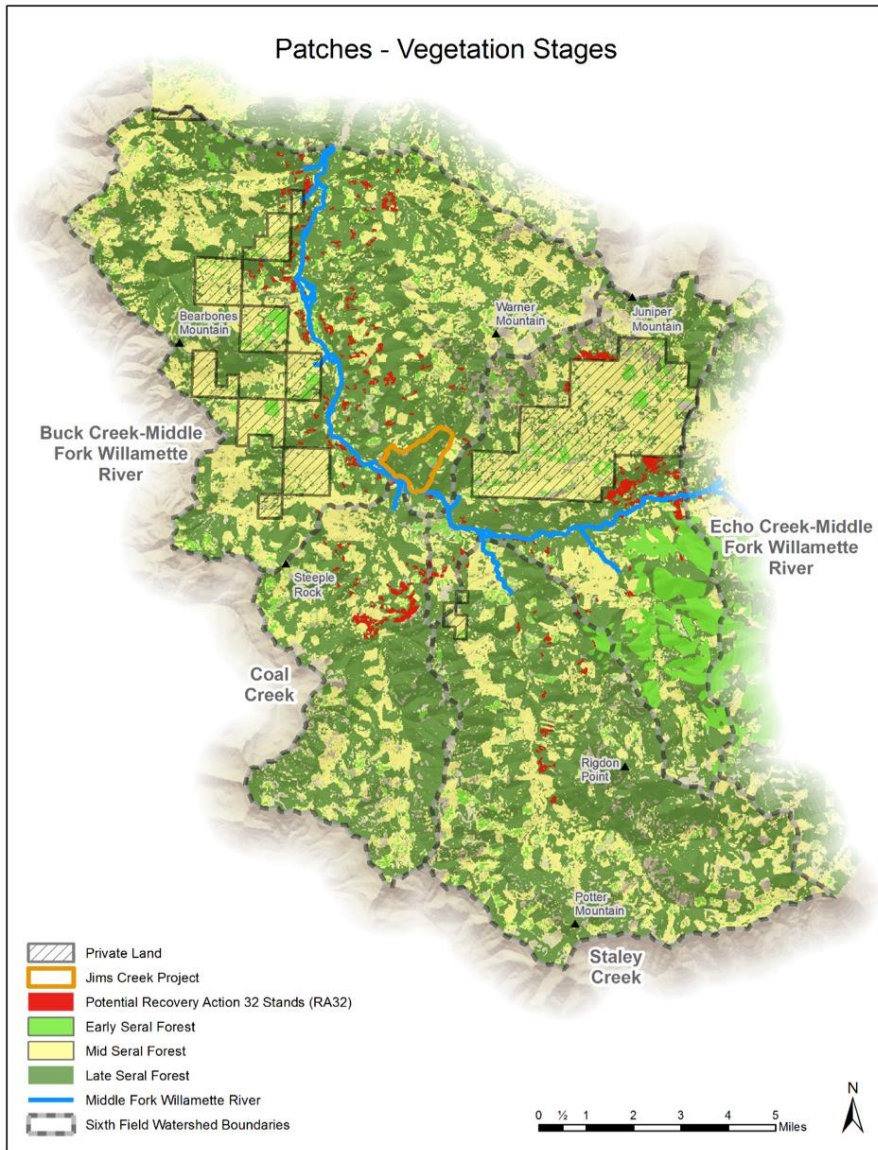 Patches - Vegetation Stages
Warner
Mountain
Juniper
Mountain
Bearbones
Mountain
Buck Creek-Middle
Fork Willamette
River
Echo Creek-Middle
Fork Willamette
River
Steeple
Rock
Coal
Creek
Rigdon
Point
Potter
Mountain
Staley
Creek
Private Land
Jims Creek Project
Potential Recovery Action 32 Stands (RA32)
Early Seral Forest
Mid Seral Forest
Late Seral Forest
Middle Fork Willamette River
Sixth Field Watershed Boundaries
0 ½ 1 2 3 4 5
Miles
N